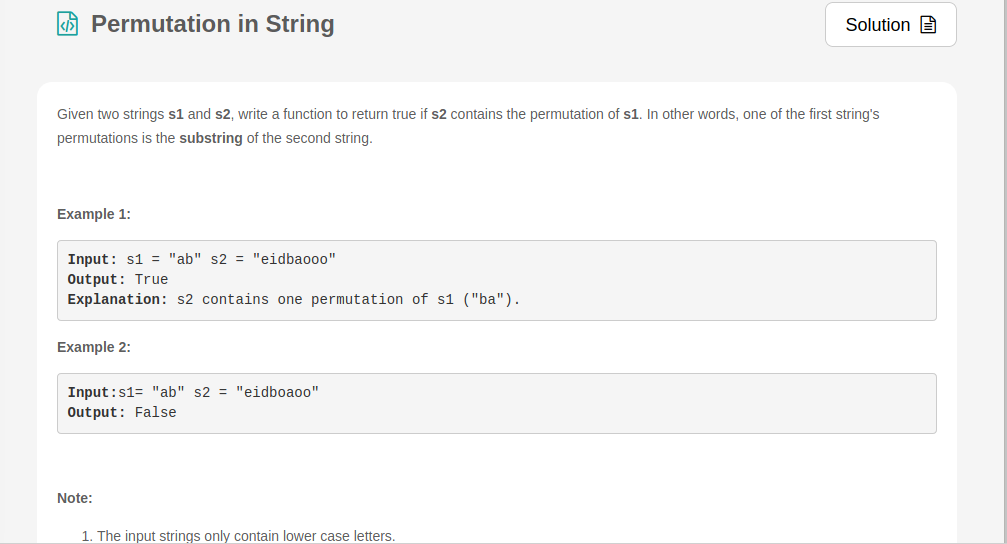 Permutation in String
Solution
Given two strings s1 and s2, write a function to return true if s2 contains the permutation of s1. In other words, one of the first string's
permutations is the substring of the second string.
Example 1:
Input: s1 = "ab" s2 = "eidbaooo"
Output: True
Explanation: s2 contains one permutation of s1 ("ba").
Example 2:
Input:s1= "ab" s2 = "eidboaoo"
Output: False
Note:
1. The input strings only contain lower case letters.